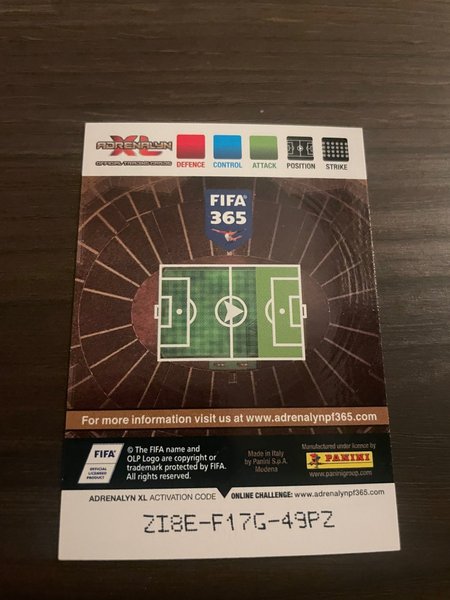 ADRENALYN
XL
OFFICIAL TRADING CARDS
DEFENCE CONTROL ATTACK POSITION STRIKE
FIFA
365
For more information visit us at www.adrenalynpf365.com
FIFA
OFFICIAL
LICENSED
PRODUCT
© The FIFA name and
OLP Logo are copyright or
trademark protected by FIFA.
All rights reserved.
Made in Italy
by Panini S.p.A.
Modena
Manufactured under licence by
PANINI
www.paninigroup.com
ADRENALYN XL ACTIVATION CODE ONLINE CHALLENGE: www.adrenalynpf365.com
ZI8E-F17G-49PZ